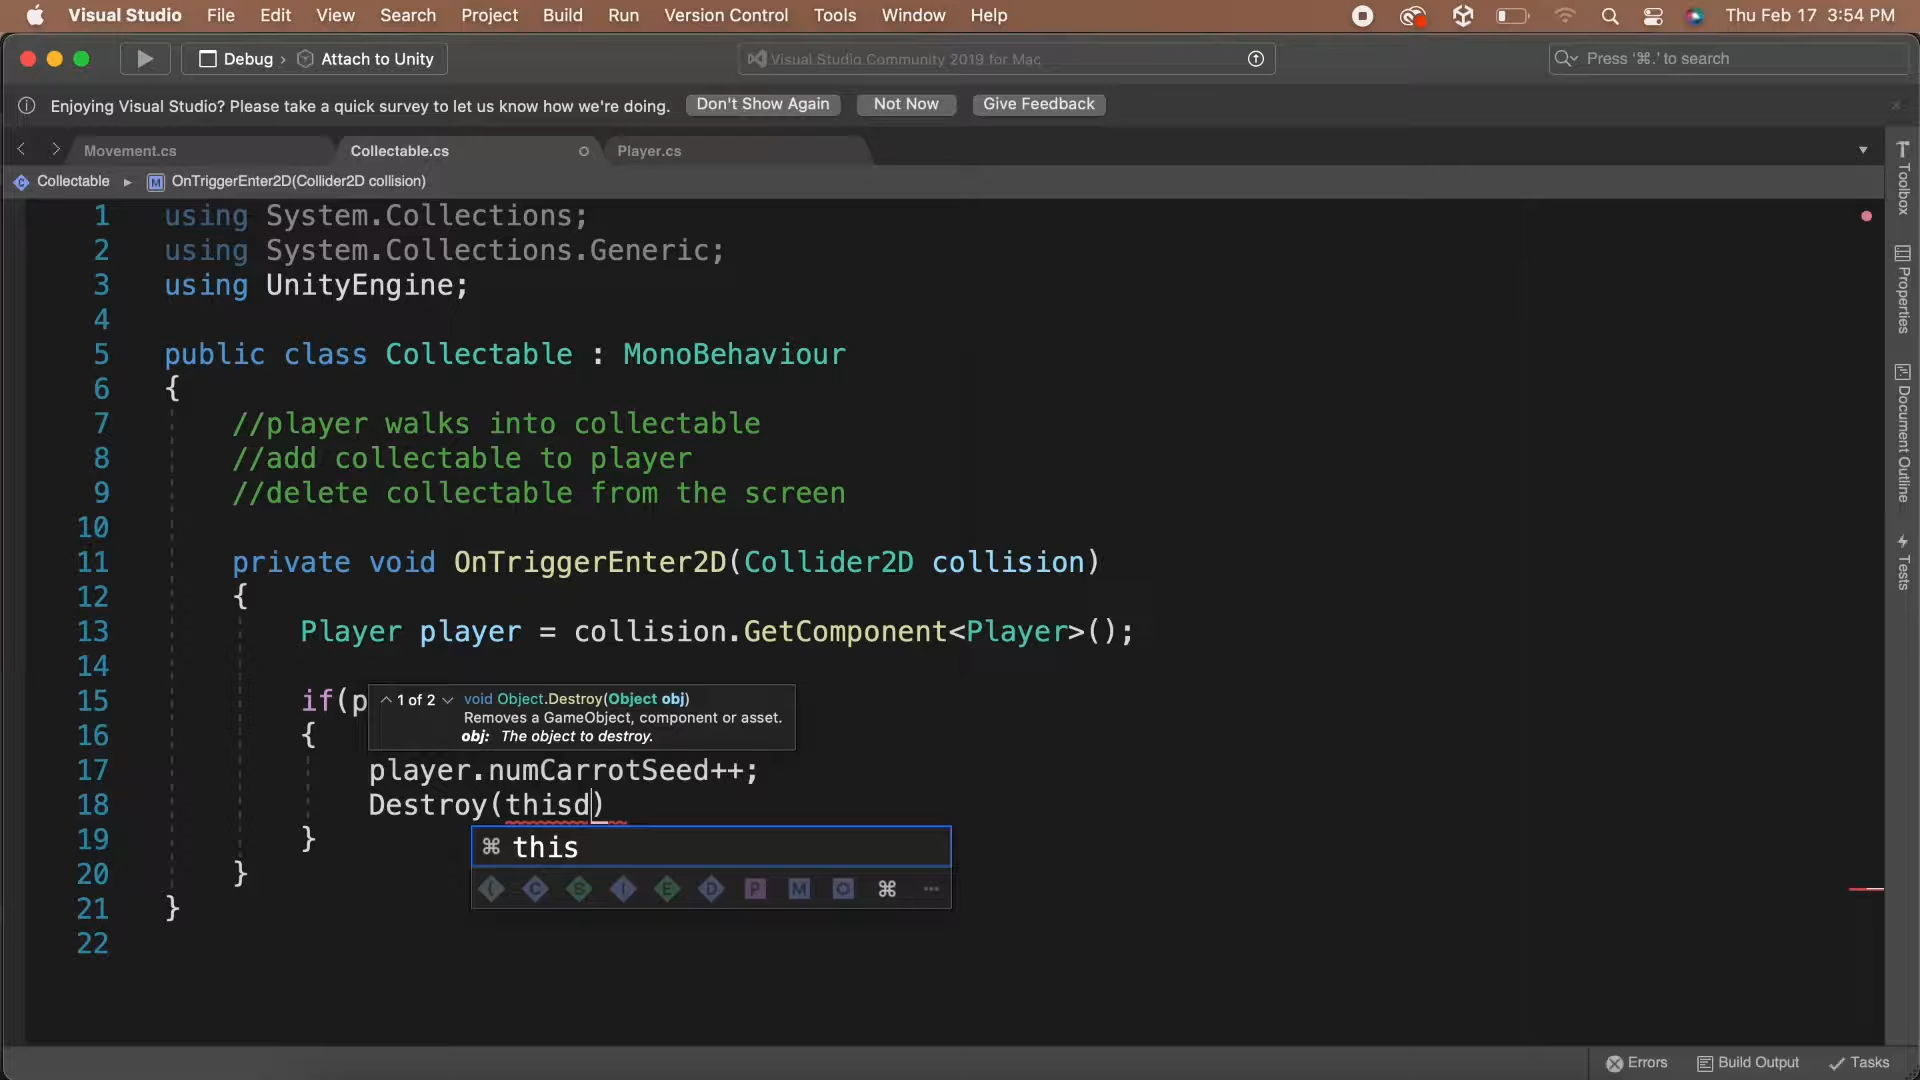 Visual Studio File Edit View Search Project Build Run Version Control Tools Window Help Thu Feb 17 3:54 PM
Debug › Attach to Unity Visual Studio Community 2019 for Mac Press '⌘.' to search
Enjoying Visual Studio? Please take a quick survey to let us know how we're doing. Don't Show Again Not Now Give Feedback
Movement.cs Collectable.cs Player.cs
Collectable ▸ M OnTriggerEnter2D(Collider2D collision)
1 using System.Collections;
2 using System.Collections.Generic;
3 using UnityEngine;
4
5 public class Collectable : MonoBehaviour
6 {
7 //player walks into collectable
8 //add collectable to player
9 //delete collectable from the screen
10
11 private void OnTriggerEnter2D(Collider2D collision)
12 {
13 Player player = collision.GetComponent<Player>();
14
15 if(p
1 of 2 void Object.Destroy(Object obj)
Removes a GameObject, component or asset.
obj: The object to destroy.
16 {
17 player.numCarrotSeed++;
18 Destroy(thisd)
19 }
⌘ this
C S I E D P M ⌘ ...
20 }
21 }
22
Toolbox
Properties
Document Outline
Tests
Errors Build Output Tasks